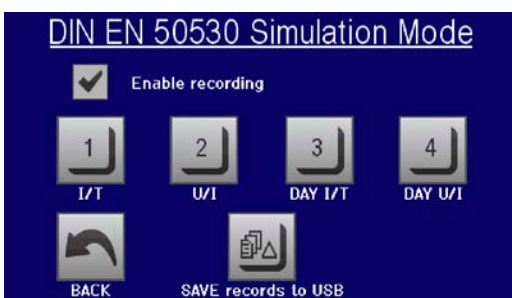 DIN EN 50530 Simulation Mode
Enable recording
1 2 3 4
I/T U/I DAY I/T DAY U/I
BACK SAVE records to USB